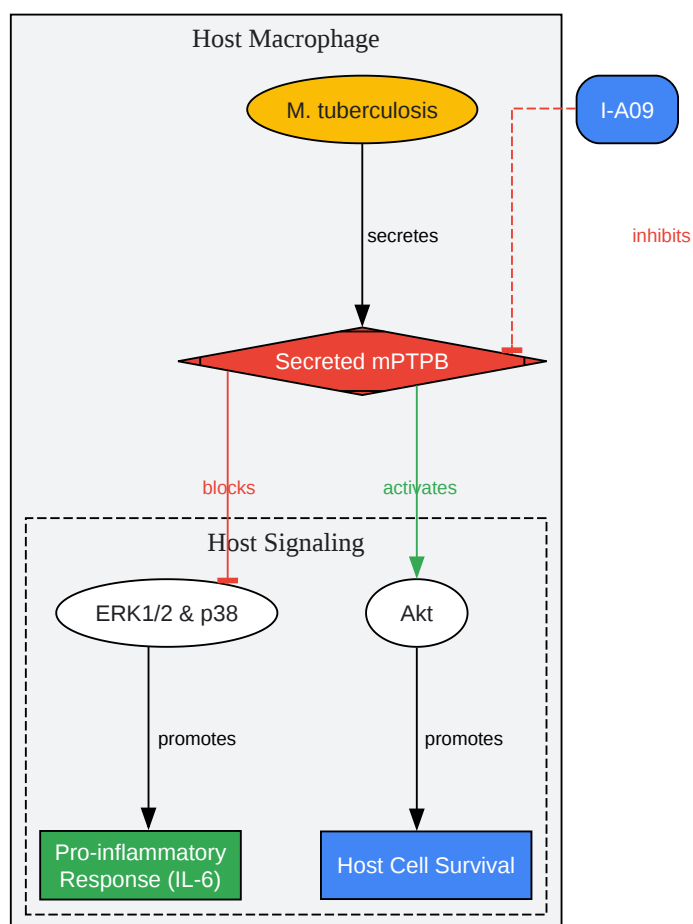 Host Macrophage
M. tuberculosis
I-A09
secretes
inhibits
Secreted mPTPB
blocks
activates
Host Signaling
ERK1/2 & p38
Akt
promotes
promotes
Pro-inflammatory
Response (IL-6)
Host Cell Survival